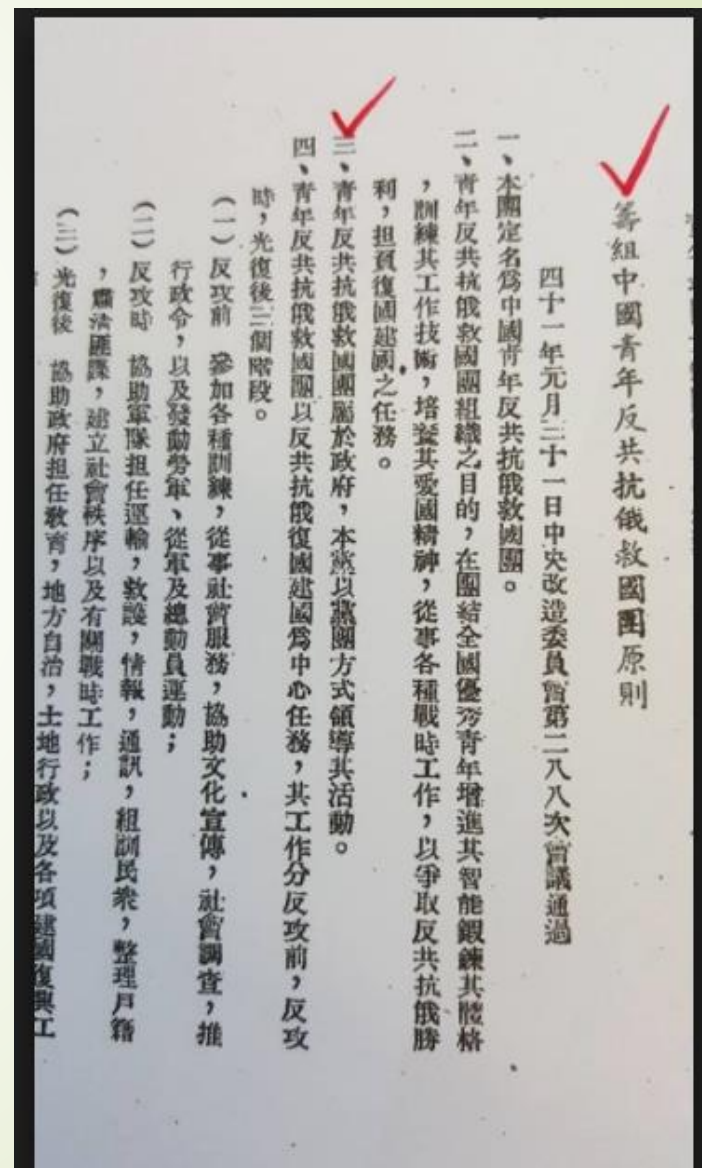 籌組中國青年反共抗俄救國團原則
四十一年元月三十一日中央改造委員會第二八八次會議通過
一、本團定名爲中國青年反共抗俄救國團。
二、青年反共抗俄救國團組織之目的，在團結全國優秀青年增進其智能鍛鍊其體格
，訓練其工作技術，培養其愛國精神，從事各種戰時工作，以爭取反共抗俄勝
利，担負復國建國之任務。
三、青年反共抗俄救國團屬於政府，本黨以黨團方式領導其活動。
四、青年反共抗俄救國團以反共抗俄復國建國爲中心任務，其工作分反攻前，反攻
時，光復後三個階段。
（一）反攻前　參加各種訓練，從事社會服務，協助文化宣傳，社會調查，推
行政令，以及發動勞軍、從軍及總動員運動；
（二）反攻時　協助軍隊担任運輸，救護，情報，通訊，組訓民衆，整理戶籍
，肅清匪諜，建立社會秩序以及有關戰時工作；
（三）光復後　協助政府担任教育，地方自治，土地行政以及各項建國復興工